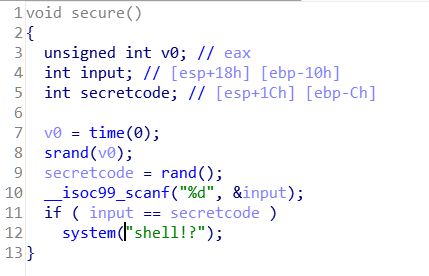 1 void secure()
2 {
3 unsigned int v0; // eax
4 int input; // [esp+18h] [ebp-10h]
5 int secretcode; // [esp+1Ch] [ebp-Ch]
6
7 v0 = time(0);
8 srand(v0);
9 secretcode = rand();
10 __isoc99_scanf("%d", &input);
11 if ( input == secretcode )
12 system("shell!?");
13 }